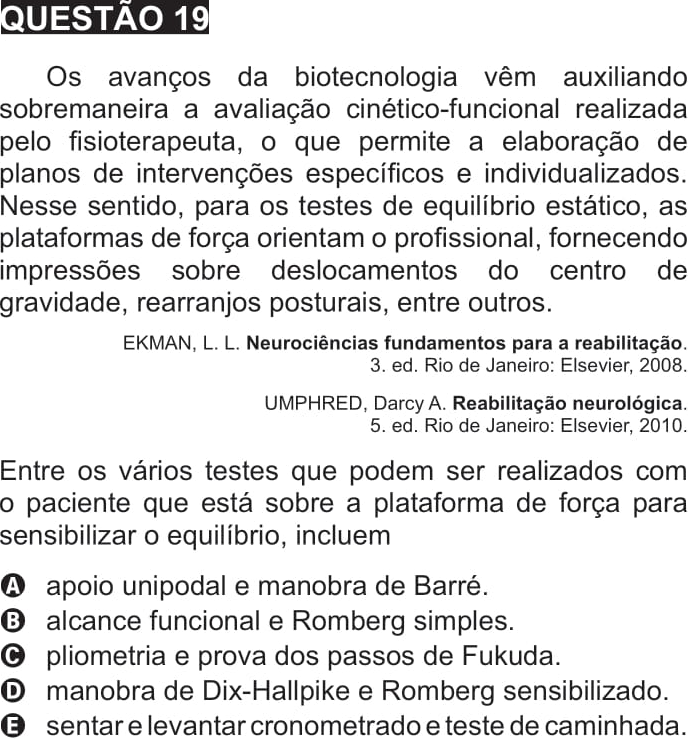 QUESTÃO 19
Os avanços da biotecnologia vêm auxiliando
sobremaneira a avaliação cinético-funcional realizada
pelo fisioterapeuta, o que permite a elaboração de
planos de intervenções específicos e individualizados.
Nesse sentido, para os testes de equilíbrio estático, as
plataformas de força orientam o profissional, fornecendo
impressões sobre deslocamentos do centro de
gravidade, rearranjos posturais, entre outros.
EKMAN, L. L. Neurociências fundamentos para a reabilitação.
3. ed. Rio de Janeiro: Elsevier, 2008.
UMPHRED, Darcy A. Reabilitação neurológica.
5. ed. Rio de Janeiro: Elsevier, 2010.
Entre os vários testes que podem ser realizados com
o paciente que está sobre a plataforma de força para
sensibilizar o equilíbrio, incluem
A apoio unipodal e manobra de Barré.
B alcance funcional e Romberg simples.
C pliometria e prova dos passos de Fukuda.
D manobra de Dix-Hallpike e Romberg sensibilizado.
E sentar e levantar cronometrado e teste de caminhada.